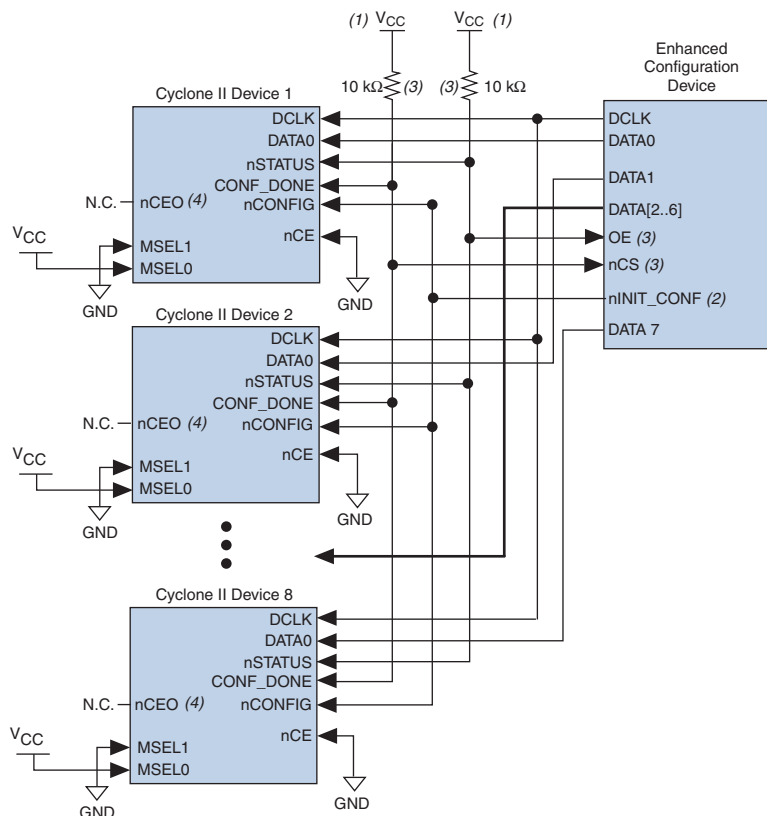 (1) VCC
VCC (1)
10 kΩ (3)
(3) 10 kΩ
Enhanced
Configuration
Device
DCLK
DATA0
DATA1
DATA[2..6]
OE (3)
nCS (3)
nINIT_CONF (2)
DATA 7
Cyclone II Device 1
DCLK
DATA0
nSTATUS
CONF_DONE
nCONFIG
N.C. nCEO (4)
nCE
VCC
MSEL1
MSEL0
GND
GND
Cyclone II Device 2
DCLK
DATA0
nSTATUS
CONF_DONE
nCONFIG
N.C. nCEO (4)
nCE
VCC
MSEL1
MSEL0
GND
GND
Cyclone II Device 8
DCLK
DATA0
nSTATUS
CONF_DONE
nCONFIG
N.C. nCEO (4)
nCE
VCC
MSEL1
MSEL0
GND
GND